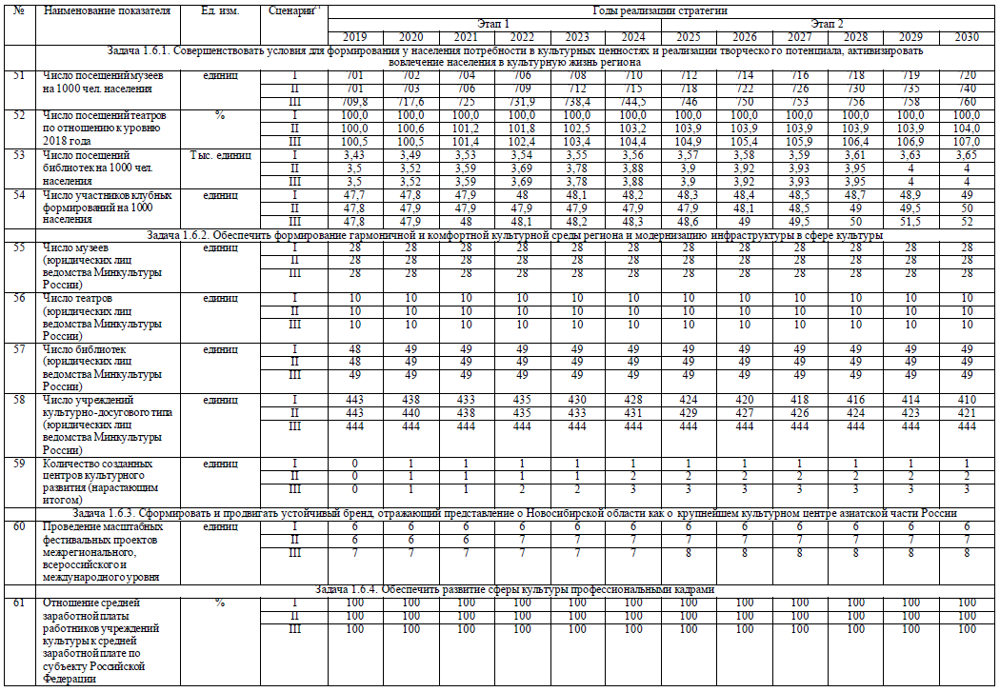 № Наименование показателя Ед. изм. Сценарии Годы реализации стратегии
Этап 1 Этап 2
2019 2020 2021 2022 2023 2024 2025 2026 2027 2028 2029 2030
Задача 1.6.1. Совершенствовать условия для формирования у населения потребности в культурных ценностях и реализации творческого потенциала, активизировать
вовлечение населения в культурную жизнь региона
51 Число посещений музеев единиц I 701 702 704 706 708 710 712 714 716 718 719 720
на 1000 чел. населения II 701 703 706 709 712 715 718 722 726 730 735 740
III 709,8 717,6 725 731,9 738,4 744,5 746 750 753 756 758 760
52 Число посещений театров % I 100,0 100,0 100,0 100,0 100,0 100,0 100,0 100,0 100,0 100,0 100,0 100,0
по отношению к уровню II 100,0 100,6 101,2 101,8 102,5 103,2 103,9 103,9 103,9 103,9 103,9 104,0
2018 года III 100,5 100,5 101,4 102,4 103,4 104,4 104,9 105,4 105,9 106,4 106,9 107,0
53 Число посещений Тыс. единиц I 3,43 3,49 3,53 3,54 3,55 3,56 3,57 3,58 3,59 3,61 3,63 3,65
библиотек на 1000 чел. II 3,5 3,52 3,59 3,69 3,78 3,88 3,9 3,92 3,93 3,95 4 4
населения III 3,5 3,52 3,59 3,69 3,78 3,88 3,9 3,92 3,93 3,95 4 4
54 Число участников клубных единиц I 47,7 47,8 47,9 48 48,1 48,2 48,3 48,4 48,5 48,7 48,9 49
формирований на 1000 II 47,8 47,9 47,9 47,9 47,9 47,9 47,9 48,1 48,5 49 49,5 50
населения III 47,8 47,9 48 48,1 48,2 48,3 48,6 49 49,5 50 51,5 52
Задача 1.6.2. Обеспечить формирование гармоничной и комфортной культурной среды региона и модернизацию инфраструктуры в сфере культуры
55 Число музеев единиц I 28 28 28 28 28 28 28 28 28 28 28 28
(юридических лиц II 28 28 28 28 28 28 28 28 28 28 28 28
ведомства Минкультуры III 28 28 28 28 28 28 28 28 28 28 28 28
России)
56 Число театров единиц I 10 10 10 10 10 10 10 10 10 10 10 10
(юридических лиц II 10 10 10 10 10 10 10 10 10 10 10 10
ведомства Минкультуры III 10 10 10 10 10 10 10 10 10 10 10 10
России)
57 Число библиотек единиц I 48 49 49 49 49 49 49 49 49 49 49 49
(юридических лиц II 48 49 49 49 49 49 49 49 49 49 49 49
ведомства Минкультуры III 49 49 49 49 49 49 49 49 49 49 49 49
России)
58 Число учреждений единиц I 443 438 433 435 430 428 424 420 418 416 414 410
культурно-досугового типа II 443 440 438 435 433 431 429 427 426 424 423 421
(юридических лиц III 444 444 444 444 444 444 444 444 444 444 444 444
ведомства Минкультуры
России)
59 Количество созданных единиц I 0 1 1 1 1 1 1 1 1 1 1 1
центров культурного II 0 1 1 1 1 2 2 2 2 2 2 2
развития (нарастающим III 0 1 1 2 2 3 3 3 3 3 3 3
итогом)
Задача 1.6.3. Сформировать и продвигать устойчивый бренд, отражающий представление о Новосибирской области как о крупнейшем культурном центре азиатской части России
60 Проведение масштабных единиц I 6 6 6 6 6 6 6 6 6 6 6 6
фестивальных проектов II 6 6 6 7 7 7 7 7 7 7 7 7
межрегионального, III 7 7 7 7 7 7 8 8 8 8 8 8
всероссийского и
международного уровня
Задача 1.6.4. Обеспечить развитие сферы культуры профессиональными кадрами
61 Отношение средней % I 100 100 100 100 100 100 100 100 100 100 100 100
заработной платы II 100 100 100 100 100 100 100 100 100 100 100 100
работников учреждений III 100 100 100 100 100 100 100 100 100 100 100 100
культуры к средней
заработной плате по
субъекту Российской
Федерации